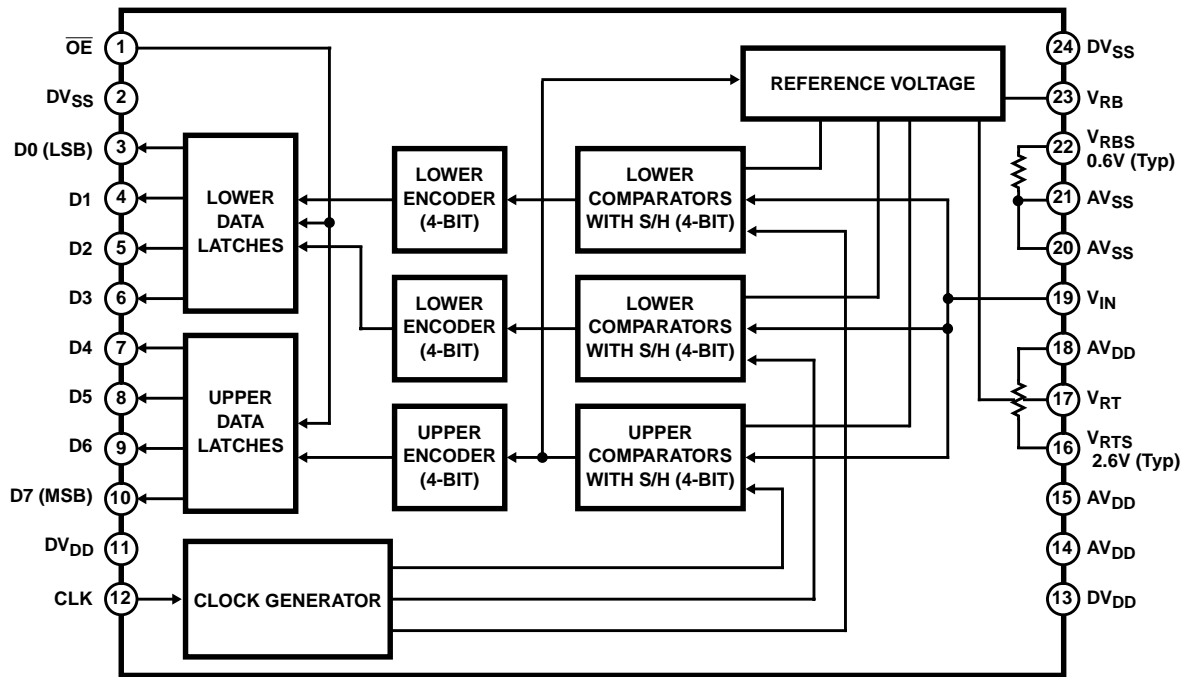 OE
1
DVSS
2
D0 (LSB)
3
D1
4
D2
5
D3
6
D4
7
D5
8
D6
9
D7 (MSB)
10
DVDD
11
CLK
12
LOWER
DATA
LATCHES
UPPER
DATA
LATCHES
CLOCK GENERATOR
LOWER
ENCODER
(4-BIT)
LOWER
ENCODER
(4-BIT)
UPPER
ENCODER
(4-BIT)
REFERENCE VOLTAGE
LOWER
COMPARATORS
WITH S/H (4-BIT)
LOWER
COMPARATORS
WITH S/H (4-BIT)
UPPER
COMPARATORS
WITH S/H (4-BIT)
24
DVSS
23
VRB
22
VRBS
0.6V (Typ)
21
AVSS
20
AVSS
19
VIN
18
AVDD
17
VRT
16
VRTS
2.6V (Typ)
15
AVDD
14
AVDD
13
DVDD